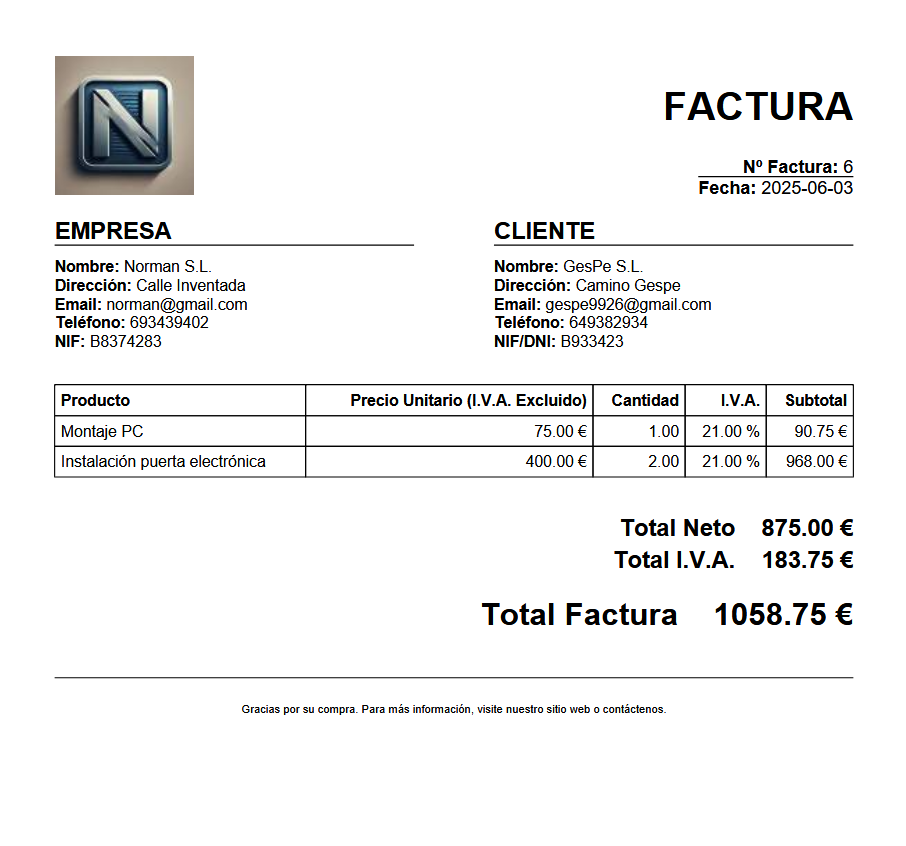 N
FACTURA
Nº Factura: 6
Fecha: 2025-06-03
EMPRESA
Nombre: Norman S.L.
Dirección: Calle Inventada
Email: norman@gmail.com
Teléfono: 693439402
NIF: B8374283
CLIENTE
Nombre: GesPe S.L.
Dirección: Camino Gespe
Email: gespe9926@gmail.com
Teléfono: 649382934
NIF/DNI: B933423
Producto Precio Unitario (I.V.A. Excluido) Cantidad I.V.A. Subtotal
Montaje PC 75.00 € 1.00 21.00 % 90.75 €
Instalación puerta electrónica 400.00 € 2.00 21.00 % 968.00 €
Total Neto 875.00 €
Total I.V.A. 183.75 €
Total Factura 1058.75 €
Gracias por su compra. Para más información, visite nuestro sitio web o contáctenos.